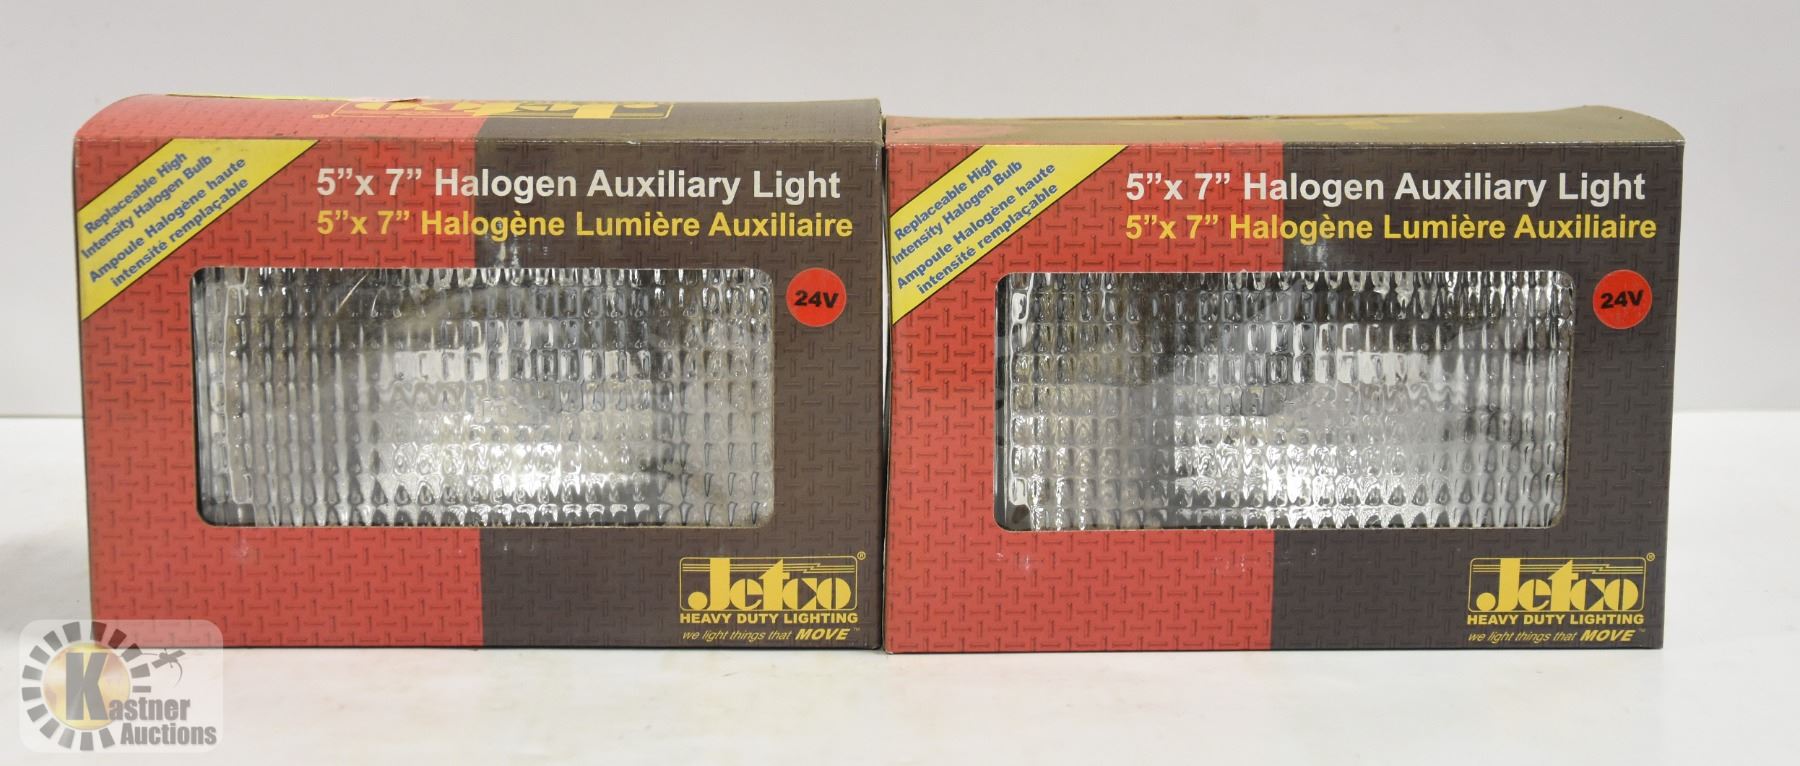 Replaceable High
Intensity Halogen Bulb
Ampoule Halogène haute
intensité remplaçable
5”x 7” Halogen Auxiliary Light
5”x 7” Halogène Lumière Auxiliaire
24V
Jetco®
HEAVY DUTY LIGHTING
we light things that MOVE™
Replaceable High
Intensity Halogen Bulb
Ampoule Halogène haute
intensité remplaçable
5”x 7” Halogen Auxiliary Light
5”x 7” Halogène Lumière Auxiliaire
24V
Jetco®
HEAVY DUTY LIGHTING
we light things that MOVE™
Kastner
Auctions